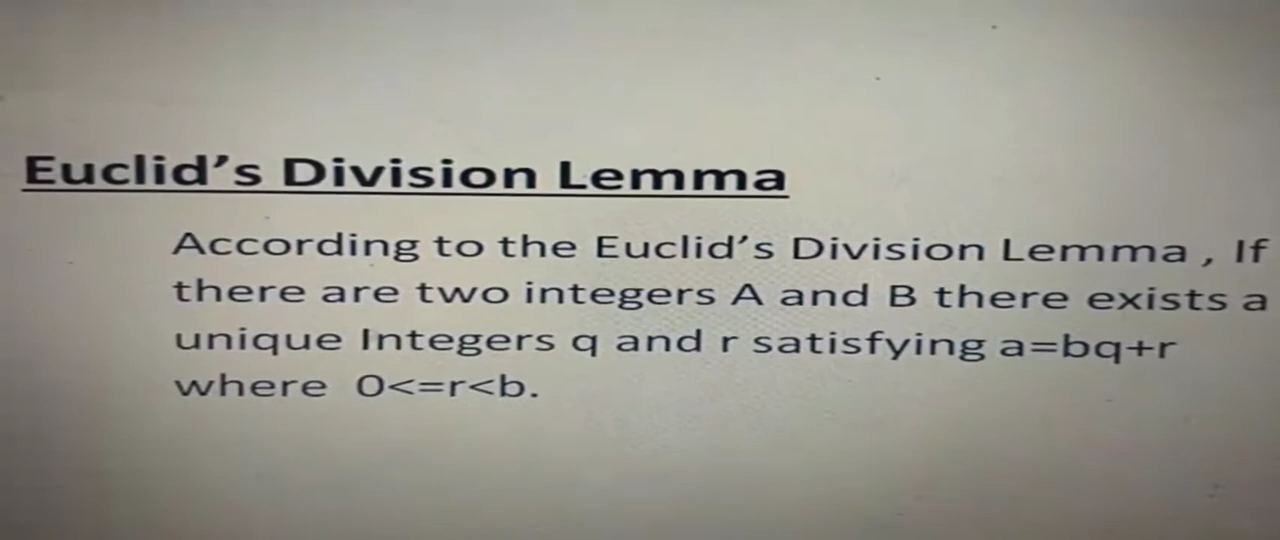 Euclid's Division Lemma
According to the Euclid's Division Lemma , If
there are two integers A and B there exists a
unique Integers q and r satisfying a=bq+r
where 0<=r<b.